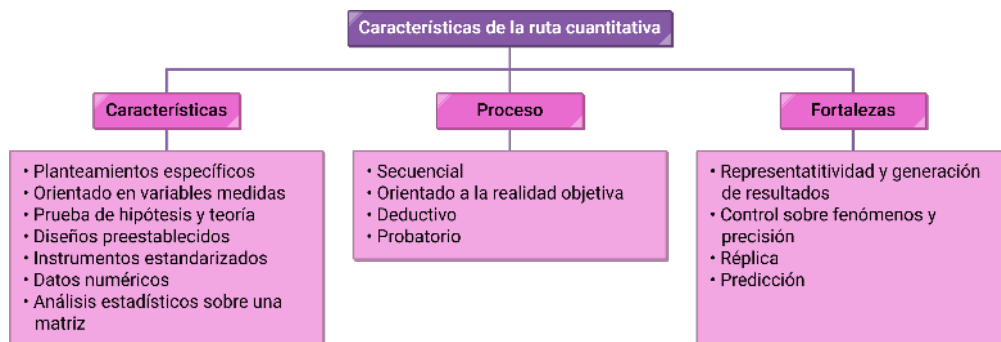 Características de la ruta cuantitativa
Características
• Planteamientos específicos
• Orientado en variables medidas
• Prueba de hipótesis y teoría
• Diseños preestablecidos
• Instrumentos estandarizados
• Datos numéricos
• Análisis estadísticos sobre una
matriz
Proceso
• Secuencial
• Orientado a la realidad objetiva
• Deductivo
• Probatorio
Fortalezas
• Representatitividad y generación
de resultados
• Control sobre fenómenos y
precisión
• Réplica
• Predicción